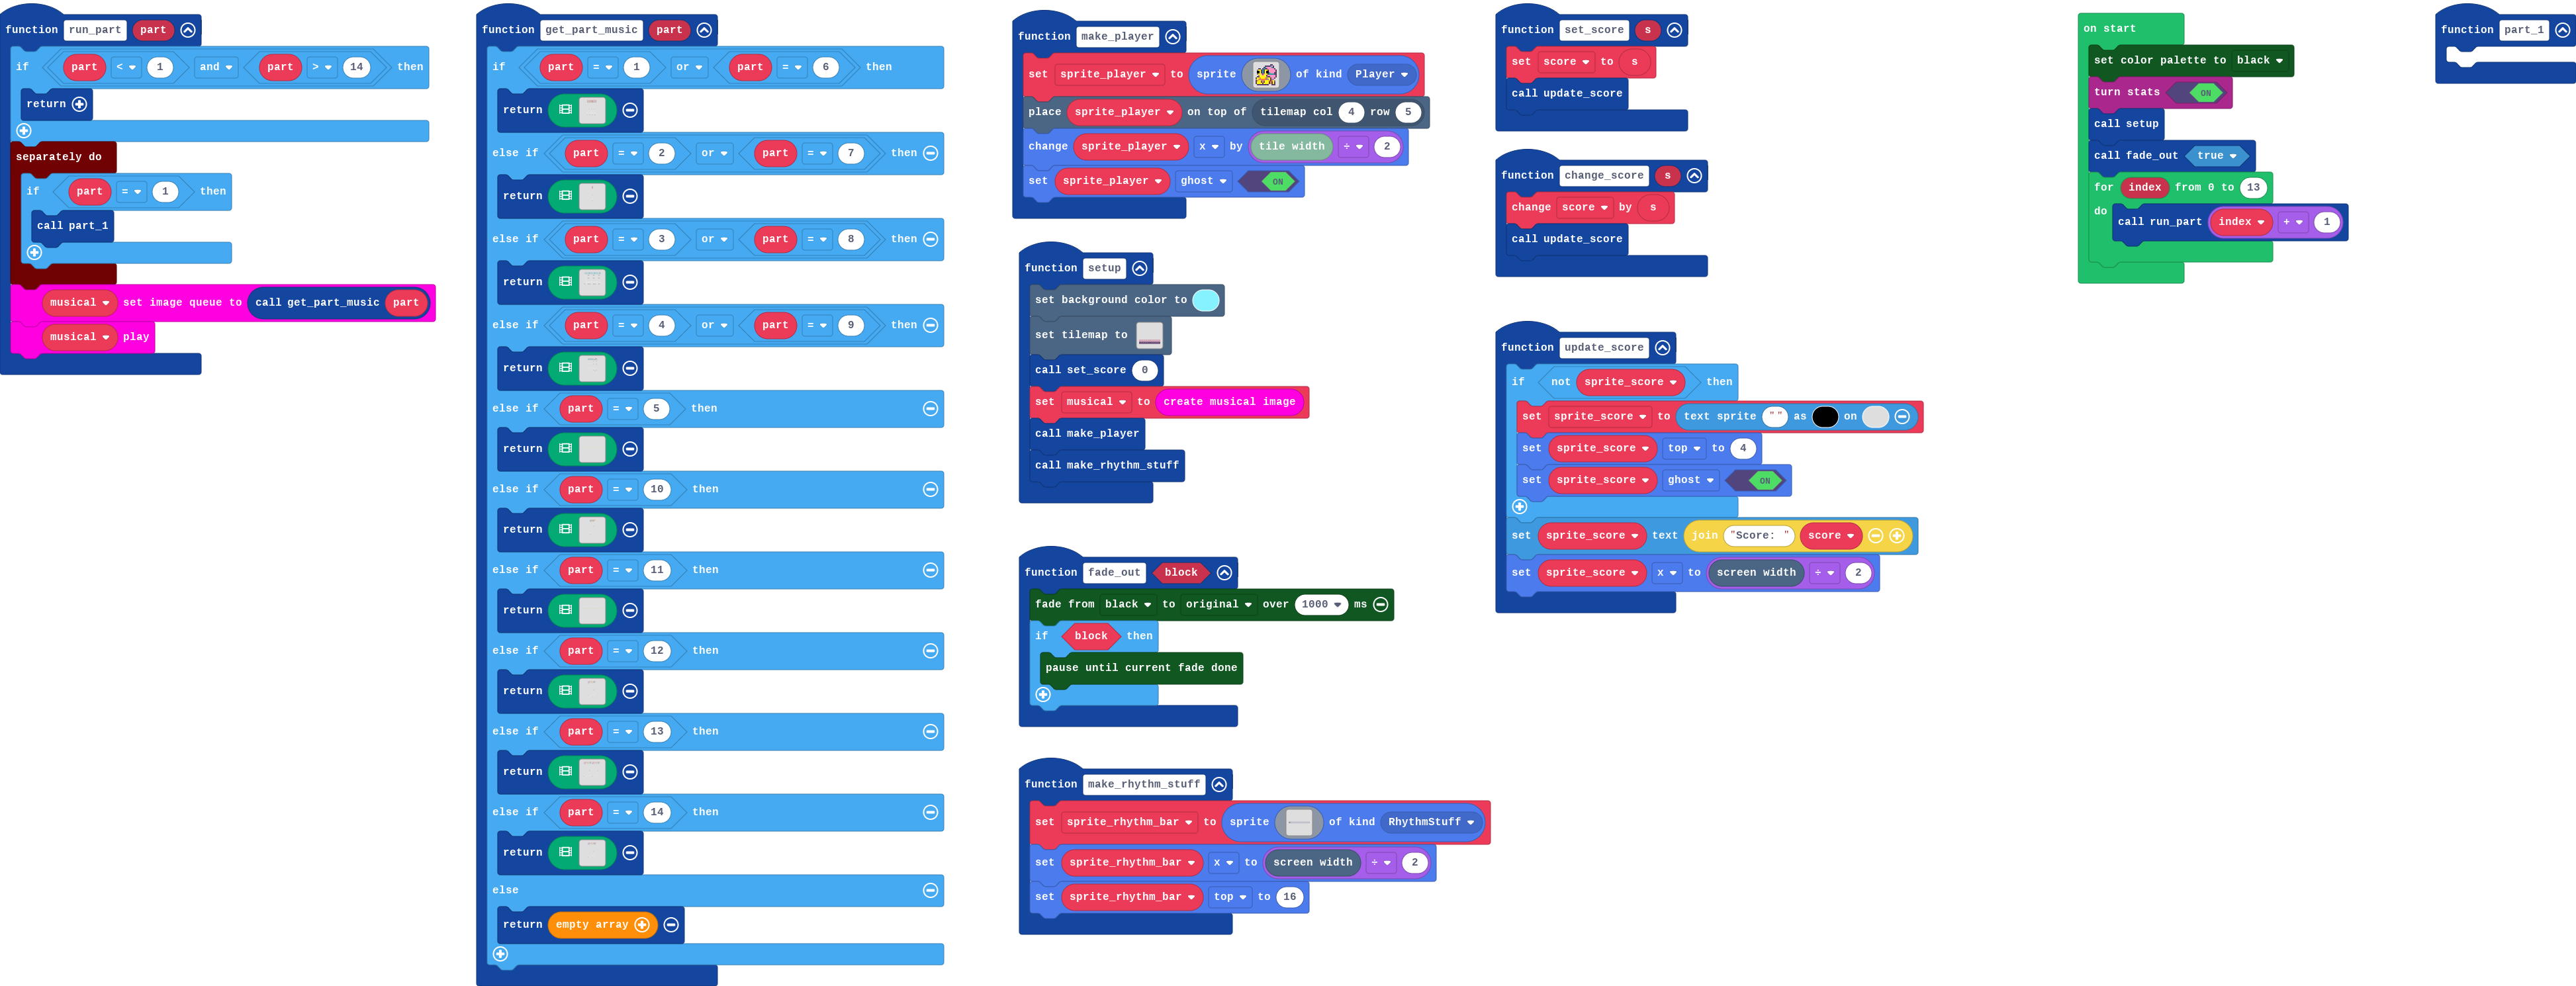 function run_part part
if part < 1 and part > 14 then
return
separately do
if part = 1 then
call part_1
musical set image queue to call get_part_music part
musical play
function get_part_music part
if part = 1 or part = 6 then
return
else if part = 2 or part = 7 then
return
else if part = 3 or part = 8 then
return
else if part = 4 or part = 9 then
return
else if part = 5 then
return
else if part = 10 then
return
else if part = 11 then
return
else if part = 12 then
return
else if part = 13 then
return
else if part = 14 then
return
else
return empty array
function make_player
set sprite_player to sprite of kind Player
place sprite_player on top of tilemap col 4 row 5
change sprite_player x by tile width ÷ 2
set sprite_player ghost ON
function setup
set background color to
set tilemap to
call set_score 0
set musical to create musical image
call make_player
call make_rhythm_stuff
function fade_out block
fade from black to original over 1000 ms
if block then
pause until current fade done
function make_rhythm_stuff
set sprite_rhythm_bar to sprite of kind RhythmStuff
set sprite_rhythm_bar x to screen width ÷ 2
set sprite_rhythm_bar top to 16
function set_score s
set score to s
call update_score
function change_score s
change score by s
call update_score
function update_score
if not sprite_score then
set sprite_score to text sprite "" as on
set sprite_score top to 4
set sprite_score ghost ON
set sprite_score text join "Score: " score
set sprite_score x to screen width ÷ 2
on start
set color palette to black
turn stats ON
call setup
call fade_out true
for index from 0 to 13
do call run_part index + 1
function part_1